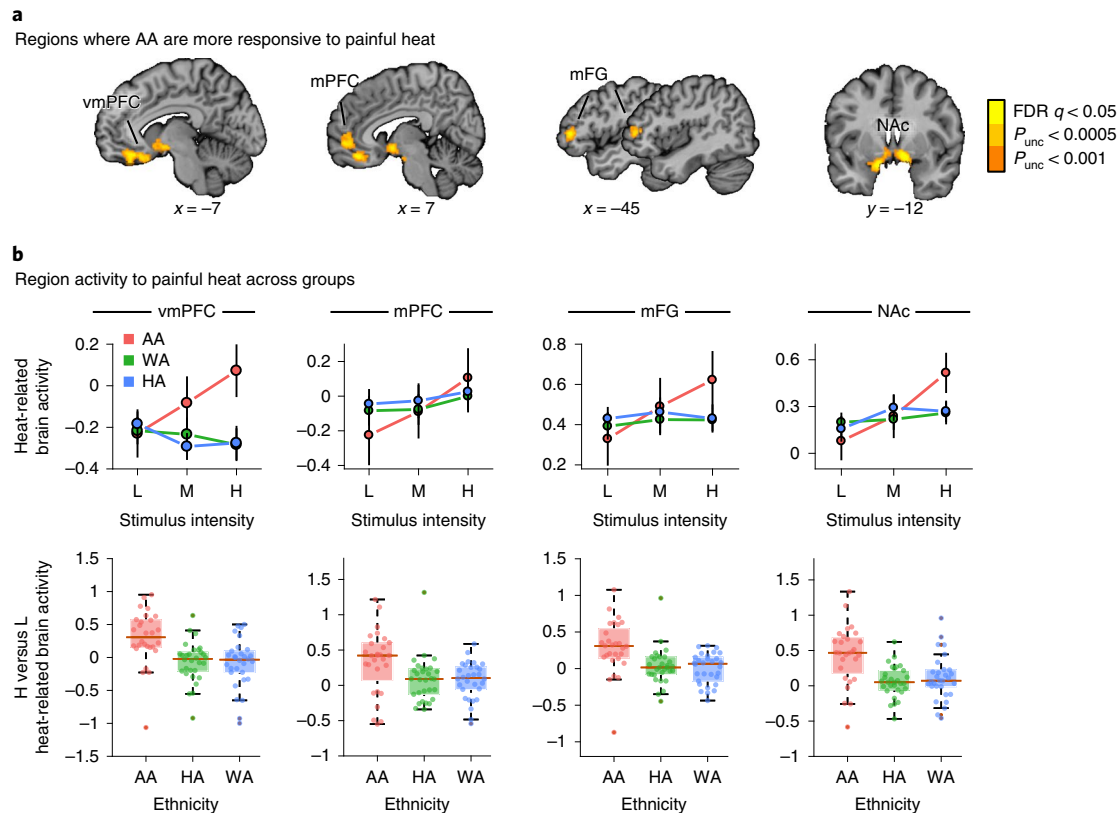 a
Regions where AA are more responsive to painful heat
vmPFC
mPFC
mFG
NAc
x = −7
x = 7
x = −45
y = −12
FDR q < 0.05
Punc < 0.0005
Punc < 0.001
b
Region activity to painful heat across groups
vmPFC
mPFC
mFG
NAc
Heat-related
brain activity
AA
WA
HA
0.2
0
−0.2
−0.4
L M H
Stimulus intensity
0.2
0
−0.2
−0.4
L M H
Stimulus intensity
0.8
0.6
0.4
0.2
L M H
Stimulus intensity
0.6
0.3
0
L M H
Stimulus intensity
H versus L
heat-related brain activity
1.5
1
0.5
0
−0.5
−1
−1.5
AA HA WA
Ethnicity
1.5
1
0.5
0
−0.5
−1
AA HA WA
Ethnicity
1.5
1
0.5
0
−0.5
−1
AA HA WA
Ethnicity
1.5
1
0.5
0
−0.5
−1
AA HA WA
Ethnicity